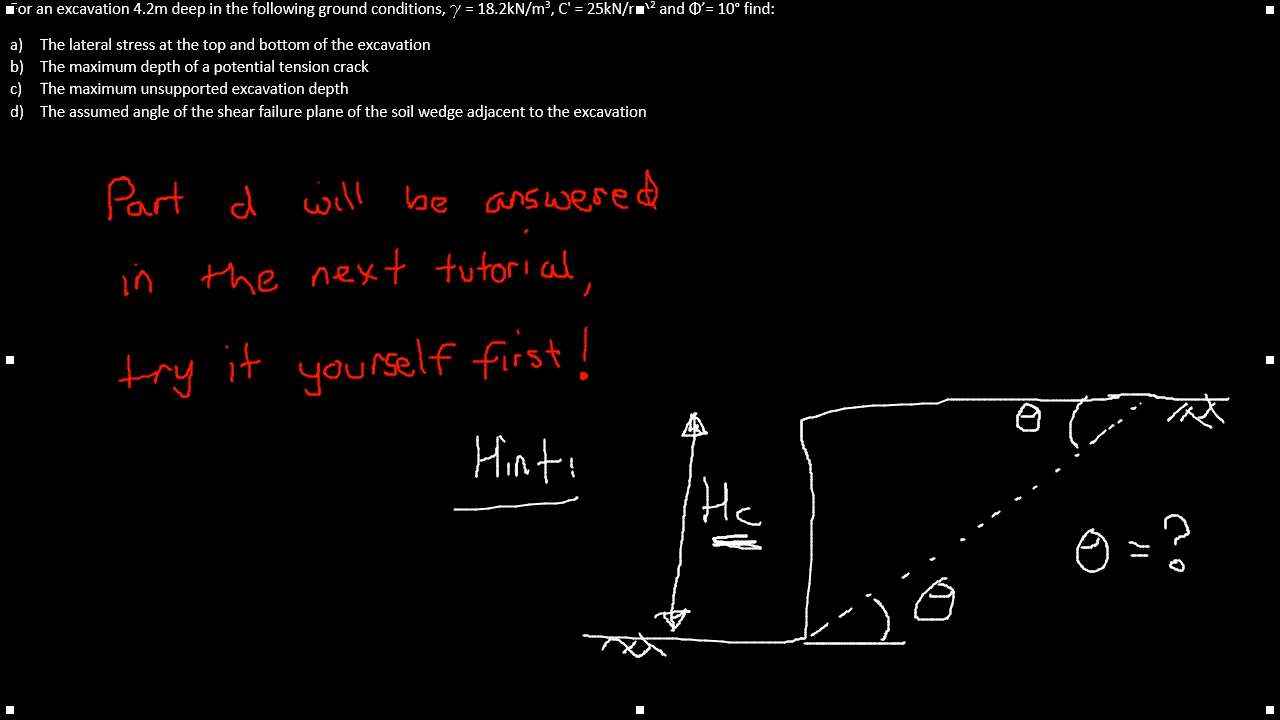 For an excavation 4.2m deep in the following ground conditions, γ = 18.2kN/m³, C' = 25kN/m^2 and Φ'= 10° find:
a) The lateral stress at the top and bottom of the excavation
b) The maximum depth of a potential tension crack
c) The maximum unsupported excavation depth
d) The assumed angle of the shear failure plane of the soil wedge adjacent to the excavation
Part d will be answered
in the next tutorial,
try it yourself first!
Hint:
θ
Hc
θ = ?
θ